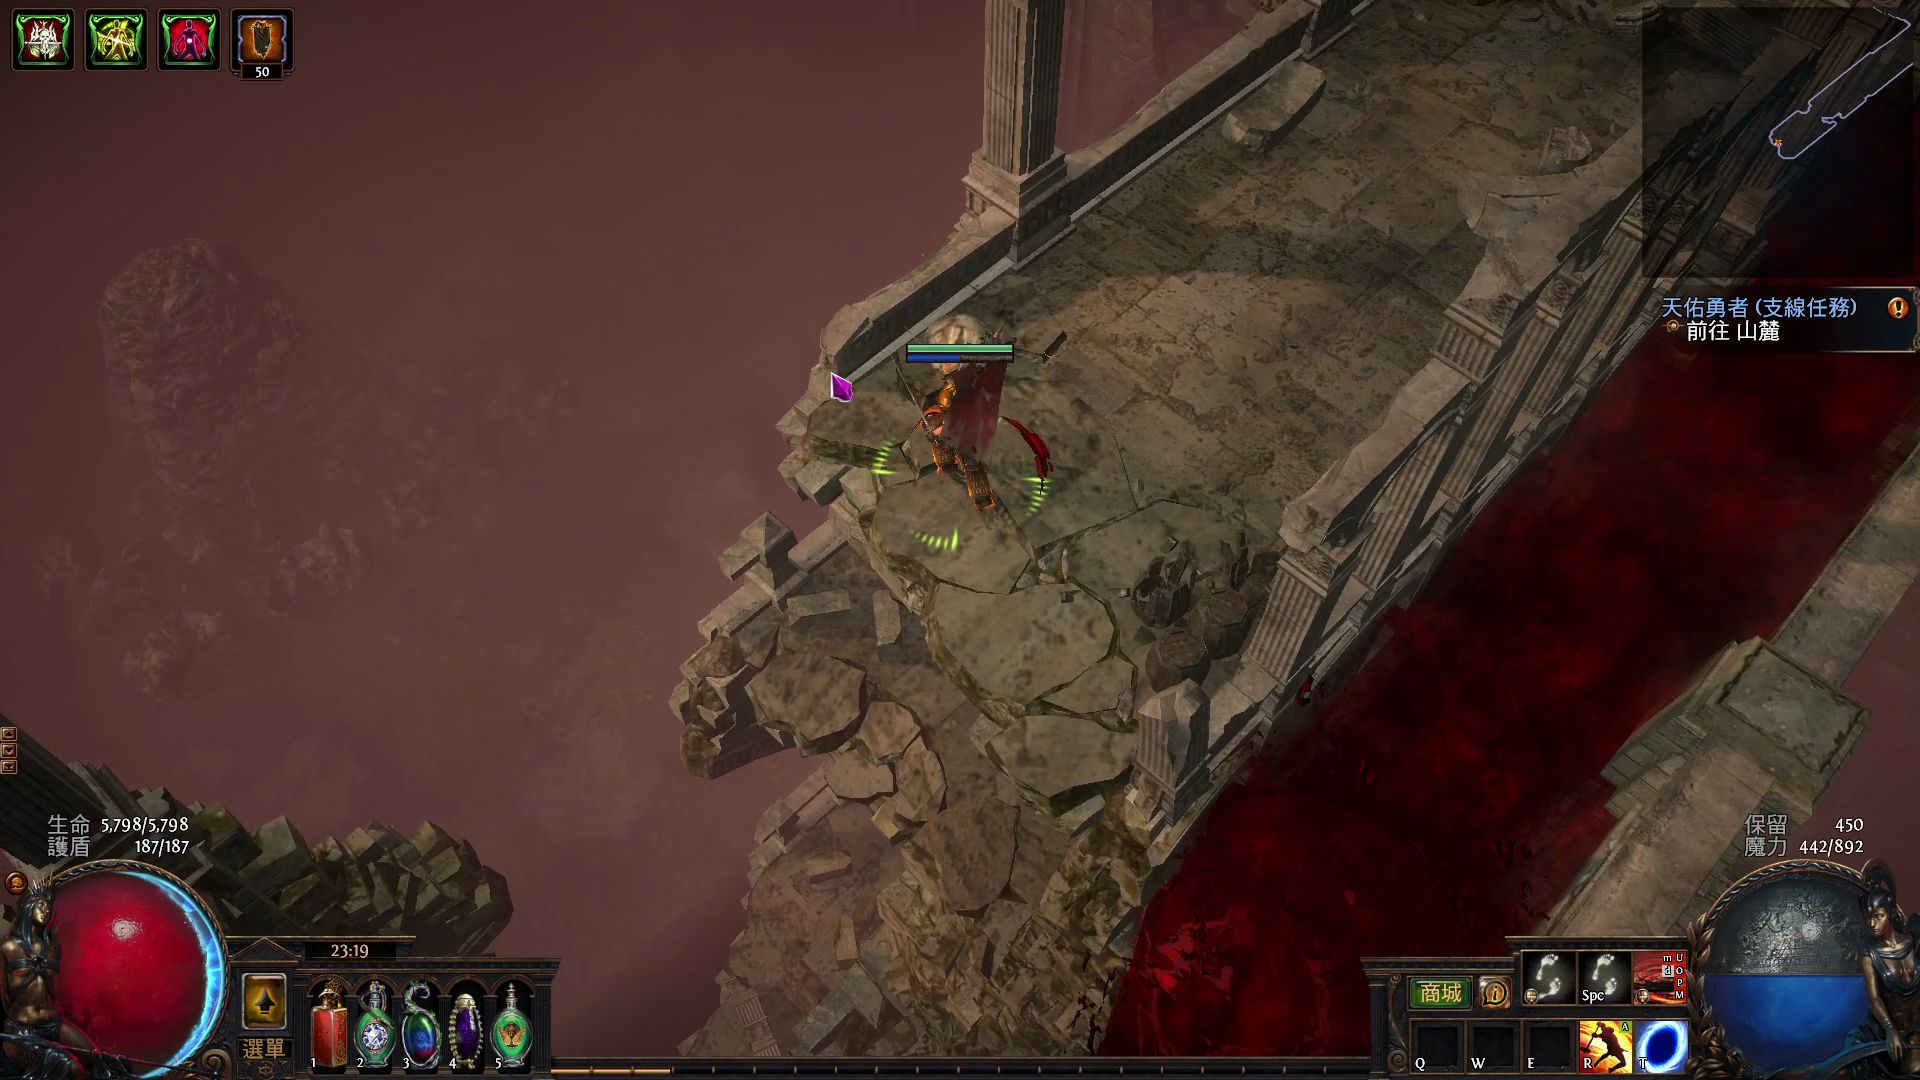 50
天佑勇者 (支線任務)
前往 山麓
生命 5,798/5,798
護盾 187/187
保留 450
魔力 442/892
23:19
選單
1 2 3 4 5
商城
Spc
m U
d O
P
M
Q W E R A T